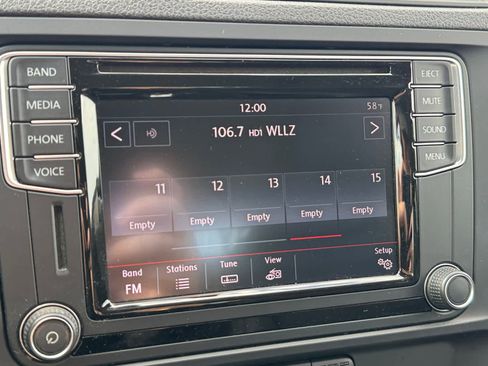 BAND
MEDIA
PHONE
VOICE
EJECT
MUTE
SOUND
MENU
12:00 58°F
< HD 106.7 HD1 WLLZ >
11 12 13 14 15
Empty Empty Empty Empty Empty
Band Stations Tune View Setup
FM